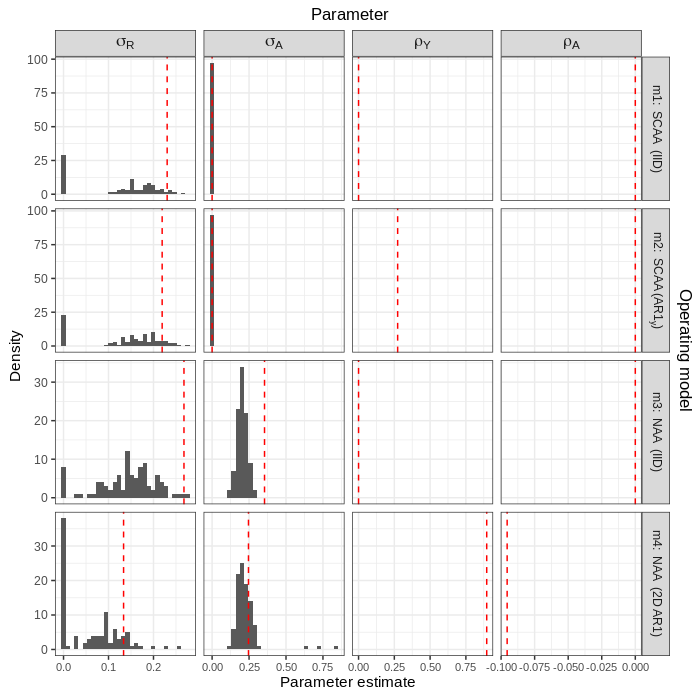 Parameter
σR σA ρY ρA
100
75
50
25
0
m1: SCAA (IID)
100
75
50
25
0
m2: SCAA (AR1y)
30
20
10
0
m3: NAA (IID)
30
20
10
0
m4: NAA (2D AR1)
Density
Operating model
0.0 0.1 0.2 0.00 0.25 0.50 0.75 0.00 0.25 0.50 0.75 -0.100 -0.075 -0.050 -0.025 0.000
Parameter estimate